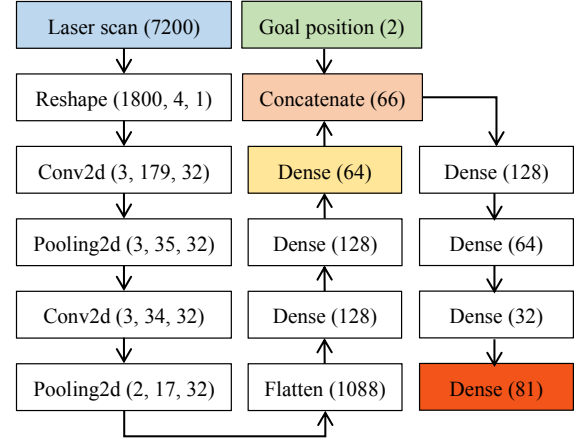 Laser scan (7200)
Reshape (1800, 4, 1)
Conv2d (3, 179, 32)
Pooling2d (3, 35, 32)
Conv2d (3, 34, 32)
Pooling2d (2, 17, 32)
Flatten (1088)
Dense (128)
Dense (128)
Dense (64)
Goal position (2)
Concatenate (66)
Dense (128)
Dense (64)
Dense (32)
Dense (81)